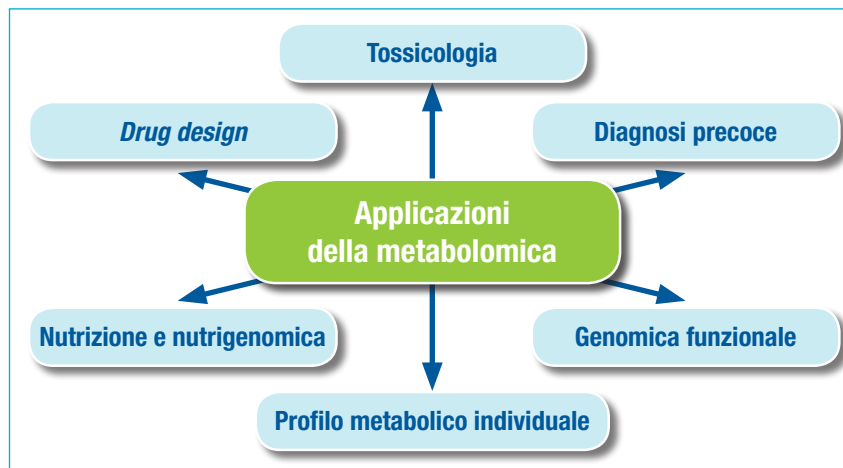 Tossicologia
Drug design
Diagnosi precoce
Applicazioni
della metabolomica
Nutrizione e nutrigenomica
Genomica funzionale
Profilo metabolico individuale